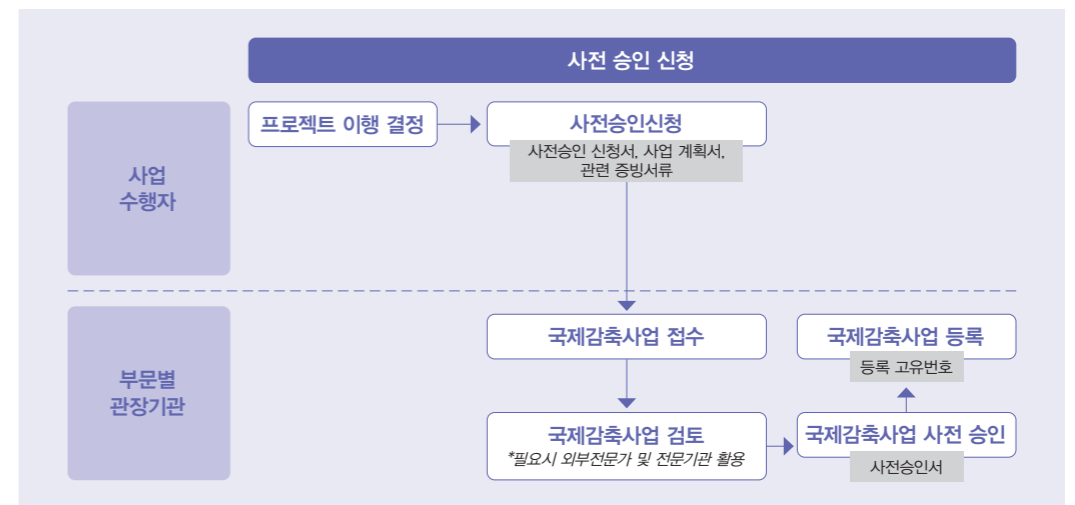 사전 승인 신청
사업
수행자
프로젝트 이행 결정
사전승인신청
사전승인 신청서, 사업 계획서,
관련 증빙서류
부문별
관장기관
국제감축사업 접수
국제감축사업 등록
등록 고유번호
국제감축사업 검토
*필요시 외부전문가 및 전문기관 활용
국제감축사업 사전 승인
사전승인서